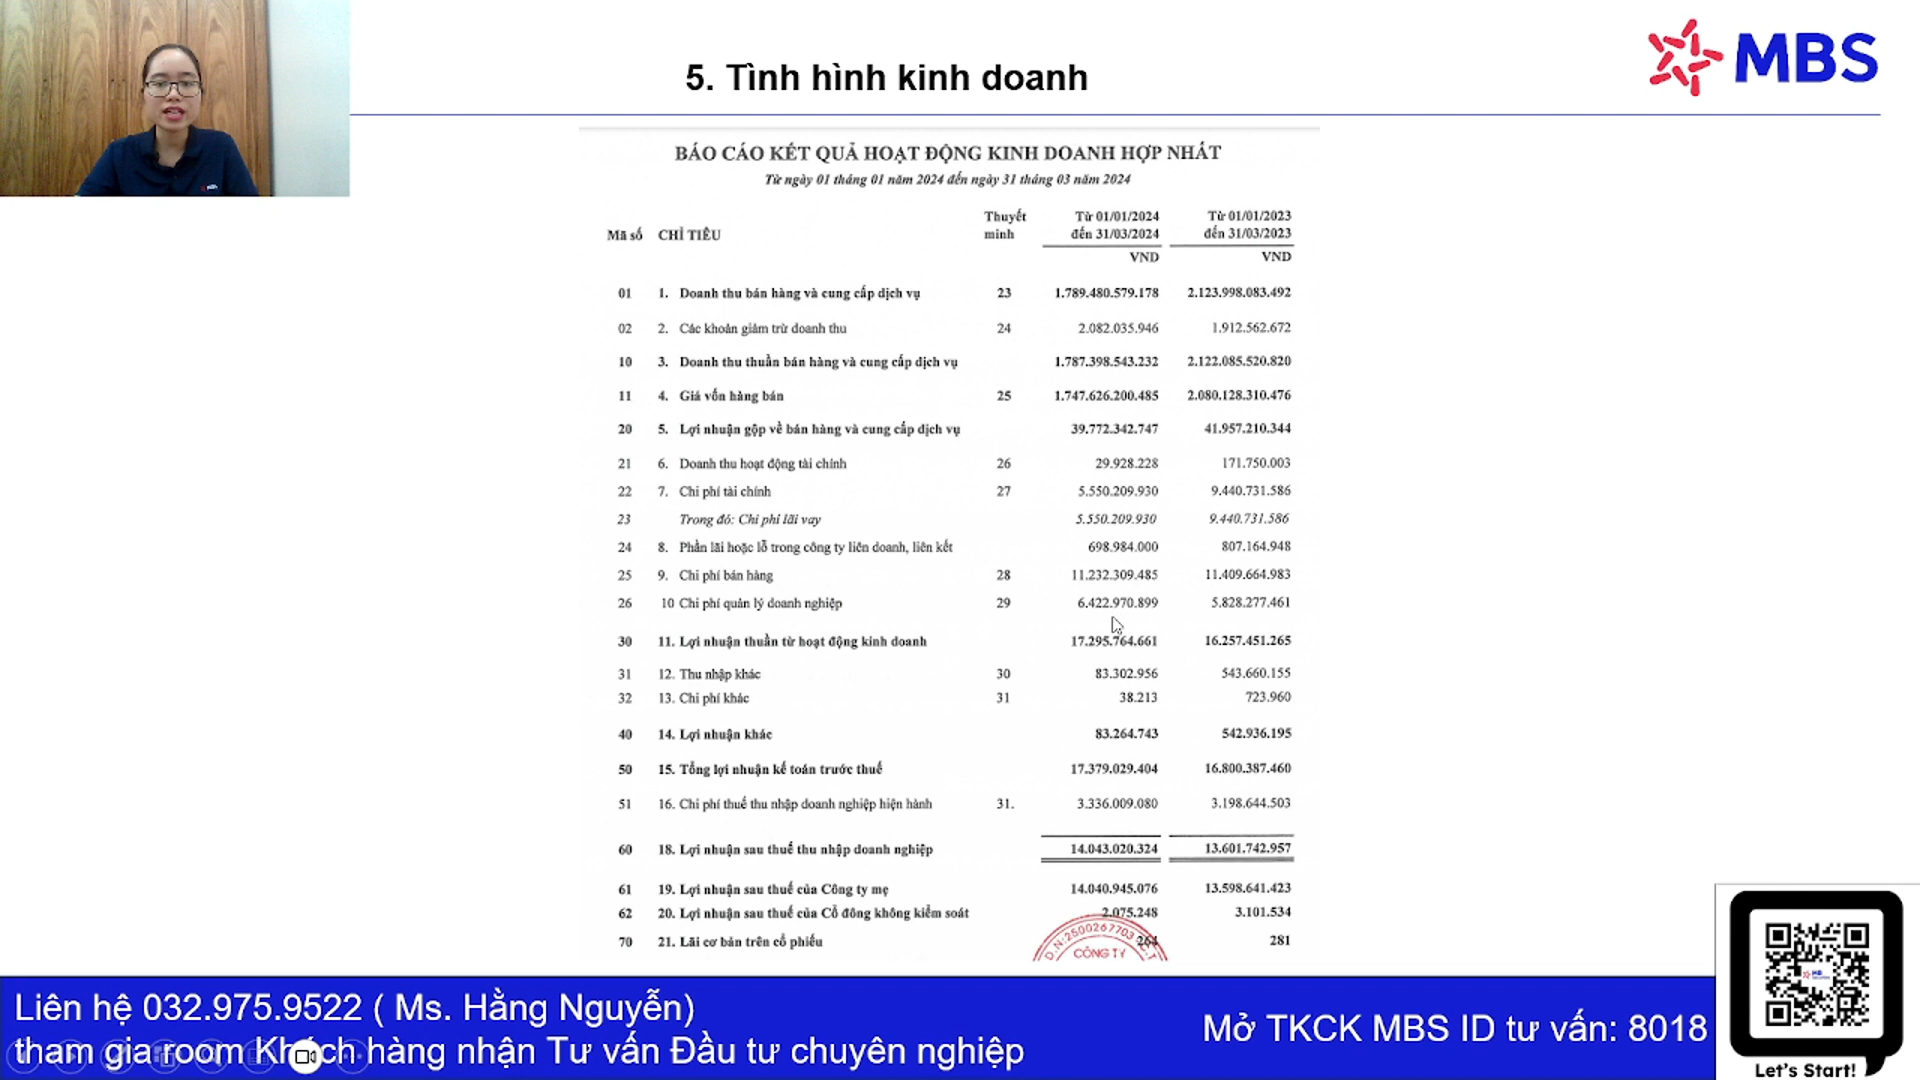 MBS
5. Tình hình kinh doanh
BÁO CÁO KẾT QUẢ HOẠT ĐỘNG KINH DOANH HỢP NHẤT
Từ ngày 01 tháng 01 năm 2024 đến ngày 31 tháng 03 năm 2024
Mã số CHỈ TIÊU Thuyết minh Từ 01/01/2024 đến 31/03/2024 Từ 01/01/2023 đến 31/03/2023
VND VND
01 1. Doanh thu bán hàng và cung cấp dịch vụ 23 1.789.480.579.178 2.123.998.083.492
02 2. Các khoản giảm trừ doanh thu 24 2.082.035.946 1.912.562.672
10 3. Doanh thu thuần bán hàng và cung cấp dịch vụ 1.787.398.543.232 2.122.085.520.820
11 4. Giá vốn hàng bán 25 1.747.626.200.485 2.080.128.310.476
20 5. Lợi nhuận gộp về bán hàng và cung cấp dịch vụ 39.772.342.747 41.957.210.344
21 6. Doanh thu hoạt động tài chính 26 29.928.228 171.750.003
22 7. Chi phí tài chính 27 5.550.209.930 9.440.731.586
23 Trong đó: Chi phí lãi vay 5.550.209.930 9.440.731.586
24 8. Phần lãi hoặc lỗ trong công ty liên doanh, liên kết 698.984.000 807.164.948
25 9. Chi phí bán hàng 28 11.232.309.485 11.409.664.983
26 10 Chi phí quản lý doanh nghiệp 29 6.422.970.899 5.828.277.461
30 11. Lợi nhuận thuần từ hoạt động kinh doanh 17.295.764.661 16.257.451.265
31 12. Thu nhập khác 30 83.302.956 543.660.155
32 13. Chi phí khác 31 38.213 723.960
40 14. Lợi nhuận khác 83.264.743 542.936.195
50 15. Tổng lợi nhuận kế toán trước thuế 17.379.029.404 16.800.387.460
51 16. Chi phí thuế thu nhập doanh nghiệp hiện hành 31. 3.336.009.080 3.198.644.503
60 18. Lợi nhuận sau thuế thu nhập doanh nghiệp 14.043.020.324 13.601.742.957
61 19. Lợi nhuận sau thuế của Công ty mẹ 14.040.945.076 13.598.641.423
62 20. Lợi nhuận sau thuế của Cổ đông không kiểm soát 2.075.248 3.101.534
70 21. Lãi cơ bản trên cổ phiếu 264 281
D.N:2500267703
CÔNG TY
Liên hệ 032.975.9522 ( Ms. Hằng Nguyễn)
tham gia room Khách hàng nhận Tư vấn Đầu tư chuyên nghiệp
Mở TKCK MBS ID tư vấn: 8018
Let's Start!